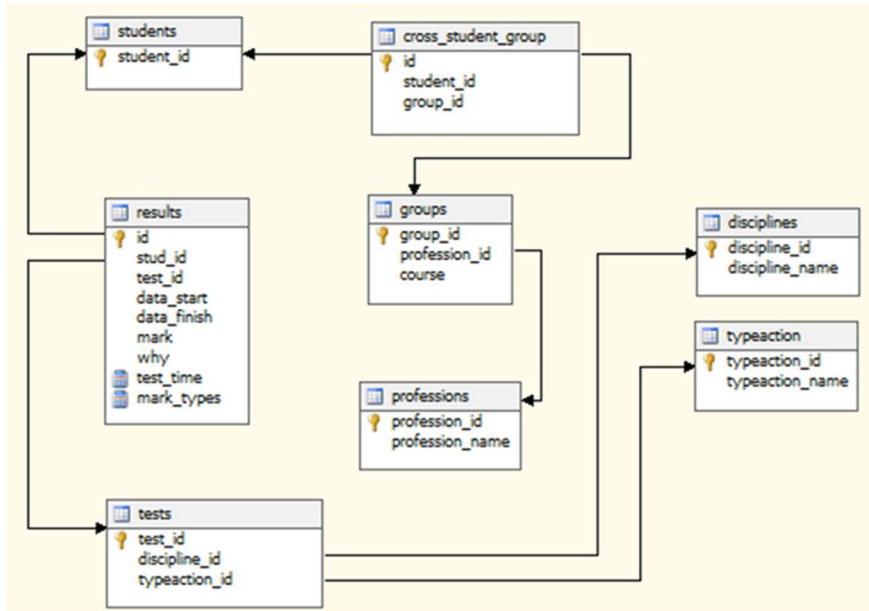 students
student_id
cross_student_group
id
student_id
group_id
results
id
stud_id
test_id
data_start
data_finish
mark
why
test_time
mark_types
groups
group_id
profession_id
course
disciplines
discipline_id
discipline_name
typeaction
typeaction_id
typeaction_name
professions
profession_id
profession_name
tests
test_id
discipline_id
typeaction_id